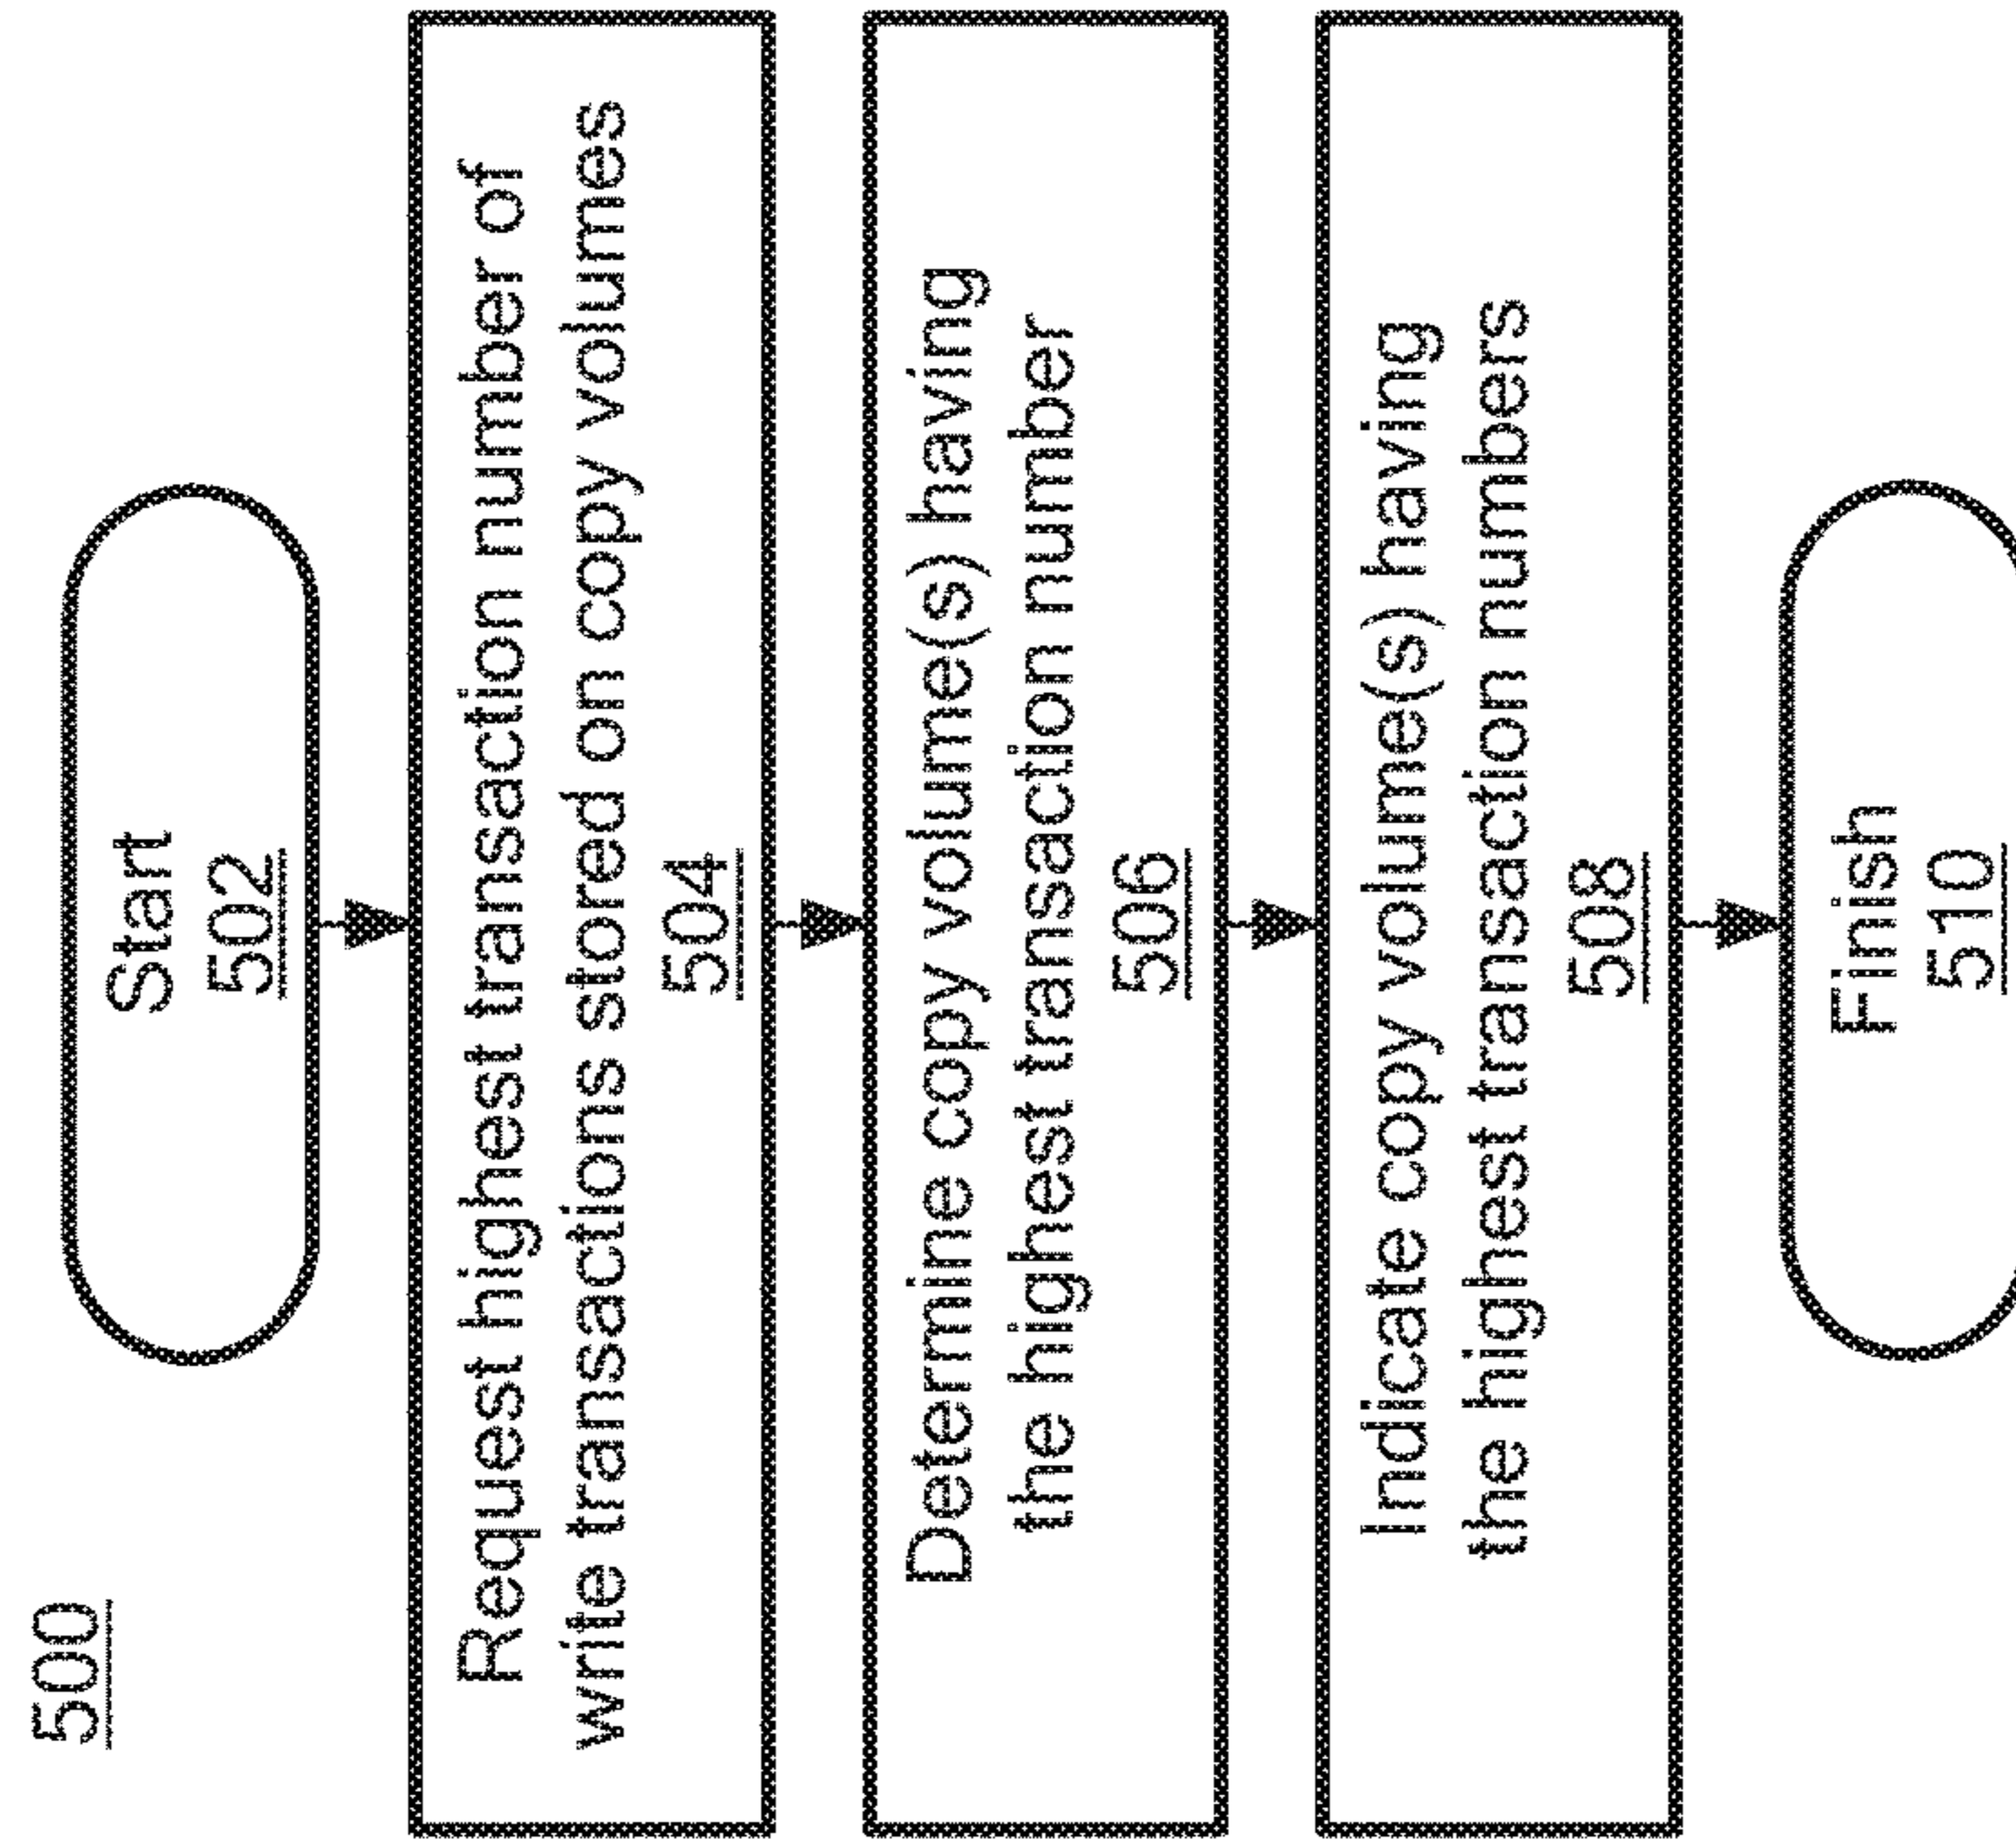 500
Start
502
Request highest transaction number of
write transactions stored on copy volumes
504
Determine copy volume(s) having
the highest transaction number
506
Indicate copy volume(s) having
the highest transaction numbers
508
Finish
510